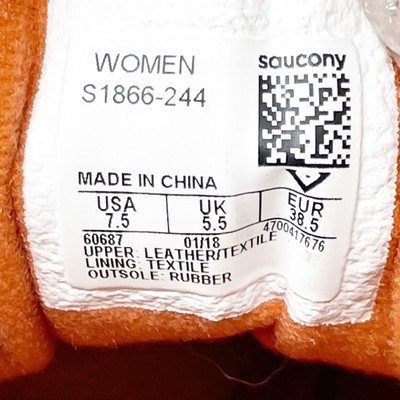 WOMEN
S1866-244
saucony
MADE IN CHINA
USA UK EUR
7.5 5.5 38.5
60687 01/18 4700417676
UPPER: LEATHER/TEXTILE
LINING: TEXTILE
OUTSOLE: RUBBER